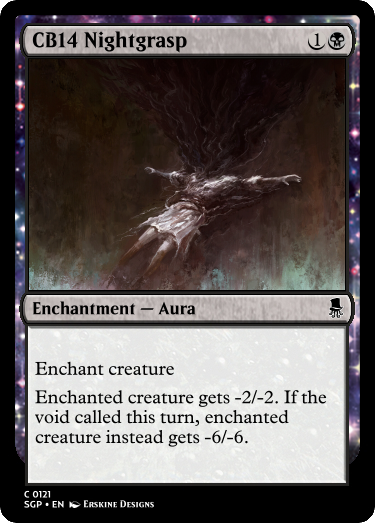 CB14 Nightgrasp 1
Enchantment — Aura
Enchant creature
Enchanted creature gets -2/-2. If the
void called this turn, enchanted
creature instead gets -6/-6.
C 0121
SGP • EN Erskine Designs